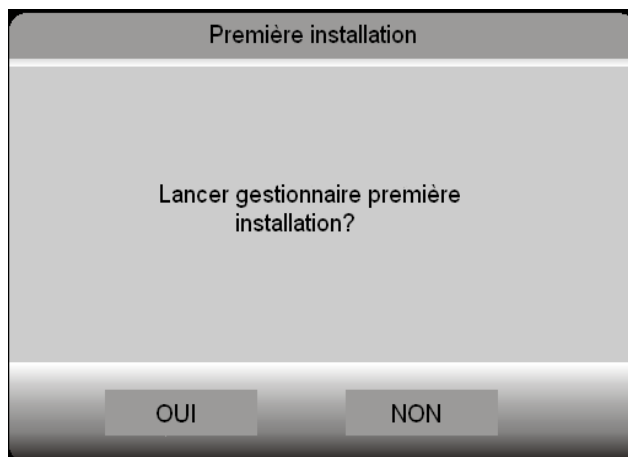 Première installation
Lancer gestionnaire première
installation?
OUI
NON